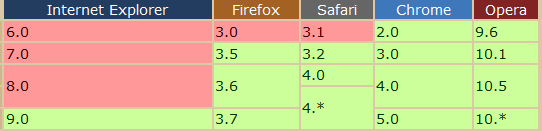 Internet Explorer Firefox Safari Chrome Opera
6.0 3.0 3.1 2.0 9.6
7.0 3.5 3.2 3.0 10.1
8.0 3.6 4.0 4.0 10.5
4.*
9.0 3.7 5.0 10.*